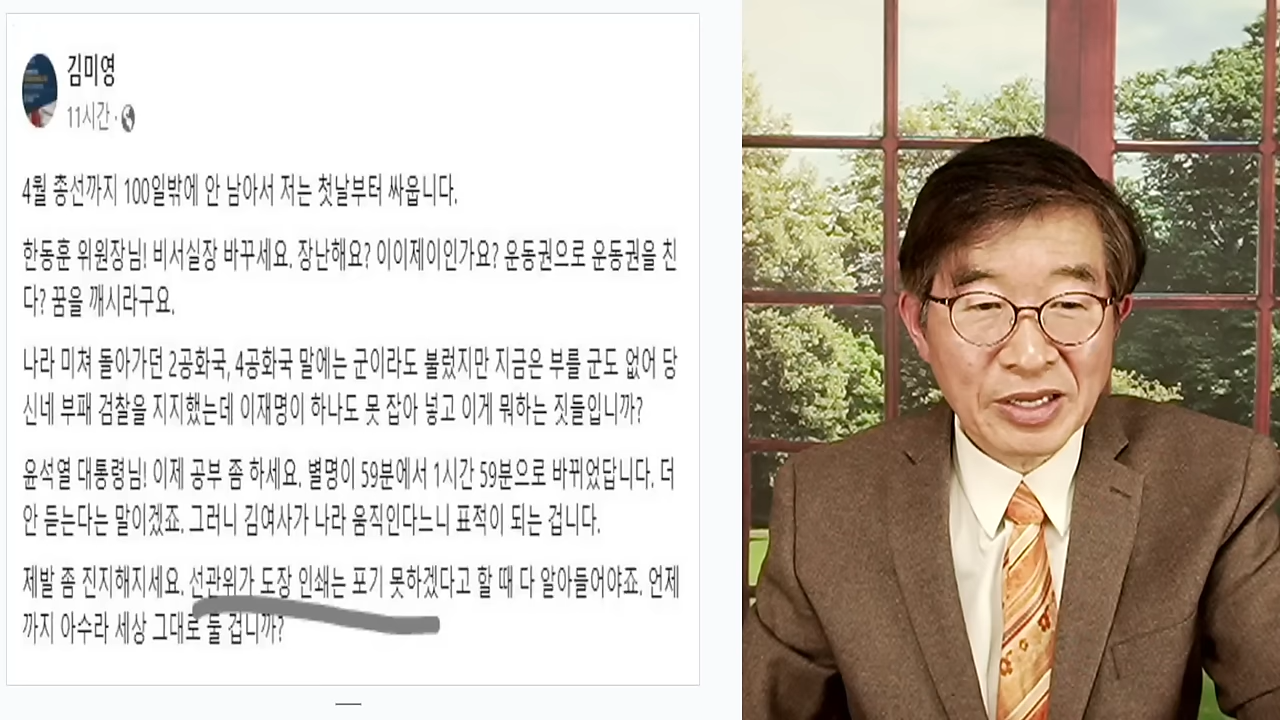 김미영
11시간 ·
4월 총선까지 100일밖에 안 남아서 저는 첫날부터 싸웁니다.
한동훈 위원장님! 비서실장 바꾸세요. 장난해요? 이이제이인가요? 운동권으로 운동권을 친
다? 꿈을 깨시라구요.
나라 미쳐 돌아가던 2공화국, 4공화국 말에는 군이라도 불렀지만 지금은 부를 군도 없어 당
신네 부패 검찰을 지지했는데 이재명이 하나도 못 잡아 넣고 이게 뭐하는 짓들입니까?
윤석열 대통령님! 이제 공부 좀 하세요. 별명이 59분에서 1시간 59분으로 바뀌었답니다. 더
안 듣는다는 말이겠죠. 그러니 김여사가 나라 움직인다느니 표적이 되는 겁니다.
제발 좀 진지해지세요. 선관위가 도장 인쇄는 포기 못하겠다고 할 때 다 알아들어야죠. 언제
까지 아수라 세상 그대로 둘 겁니까?